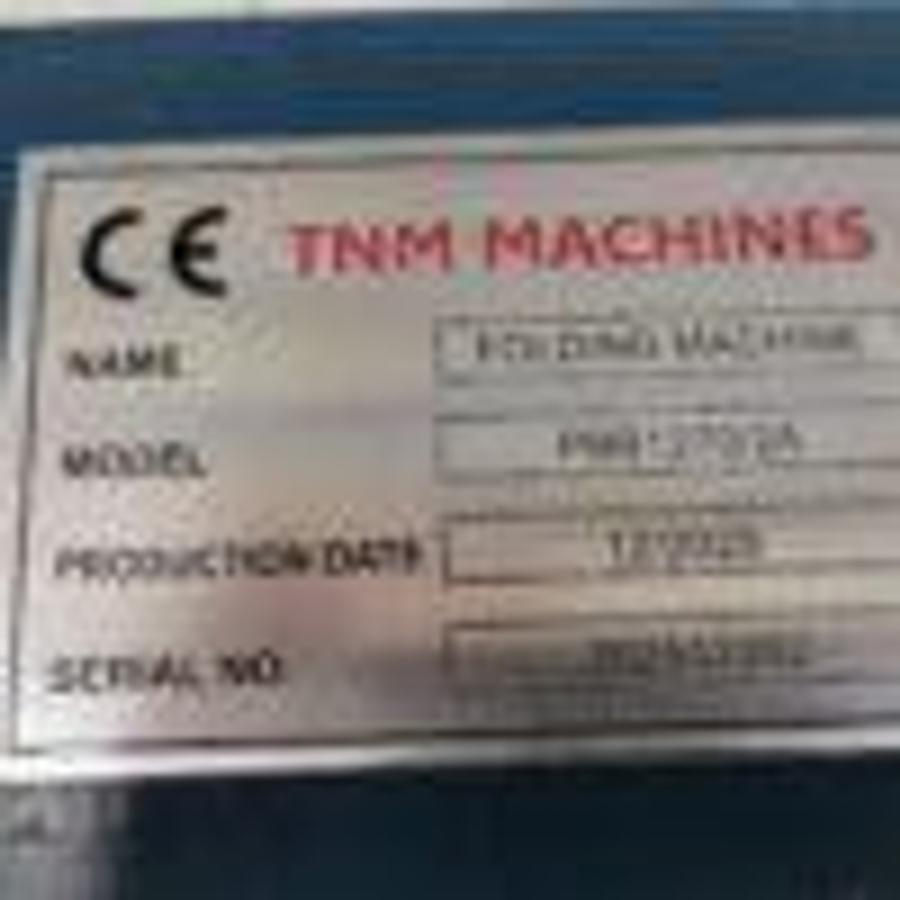 CE TNM MACHINES
NAME FOLDING MACHINE
MODEL
PRODUCTION DATE
SERIAL NO